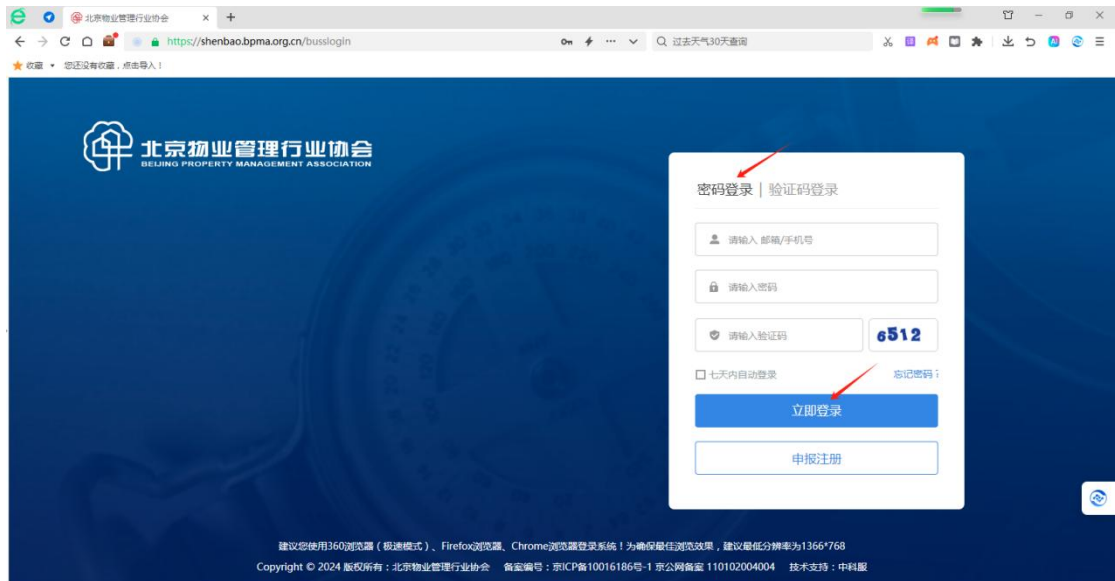 北京物业管理行业协会
https://shenbao.bpma.org.cn/busslogin
过去天气30天查阅
收藏
您还没有收藏，点击导入！
北京物业管理行业协会
BEIJING PROPERTY MANAGEMENT ASSOCIATION
密码登录 | 验证码登录
请输入 邮箱/手机号
请输入密码
请输入验证码
6512
七天内自动登录
忘记密码?
立即登录
申报注册
建议您使用360浏览器（极速模式）、Firefox浏览器、Chrome浏览器登录系统！为确保最佳浏览效果，建议最低分辨率为1366*768
Copyright © 2024 版权所有：北京物业管理行业协会 备案编号：京ICP备10016186号-1 京公网备案 110102004004 技术支持：中科服